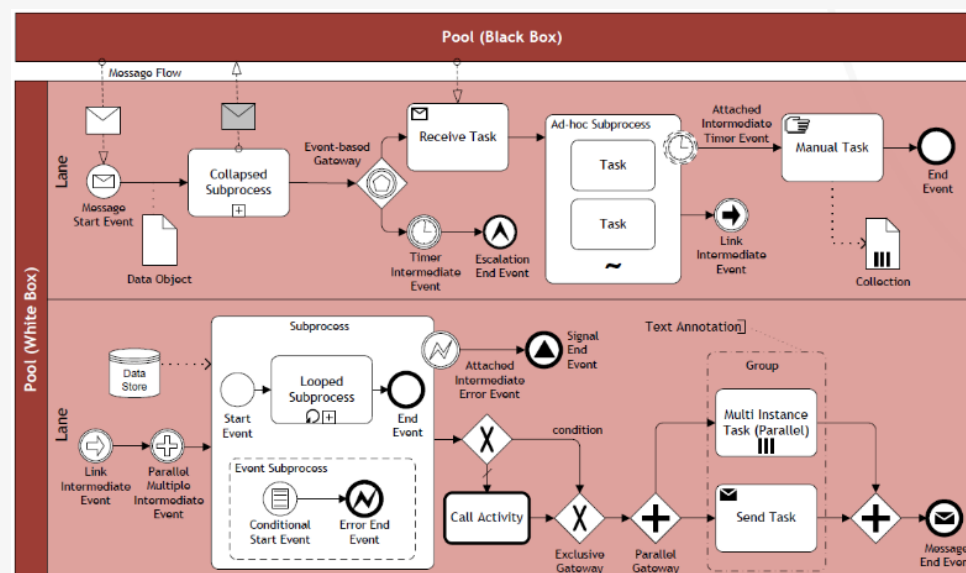 Pool (Black Box)
Message Flow
Pool (White Box)
Lane
Message
Start Event
Data Object
Collapsed
Subprocess
Event-based
Gateway
Receive Task
Timer
Intermediate
Event
Escalation
End Event
Ad-hoc Subprocess
Task
Task
~
Attached
Intermediate
Timor Event
Link
Intermediate
Event
Manual Task
Collection
End
Event
Lane
Data
Store
Link
Intermediate
Event
Parallel
Multiple
Intermediate
Event
Subprocess
Start
Event
Looped
Subprocess
End
Event
Event Subprocess
Conditional
Start Event
Error End
Event
Attached
Intermediate
Error Event
Signal
End
Event
condition
Call Activity
Exclusive
Gateway
Parallel
Gateway
Text Annotation
Group
Multi Instance
Task (Parallel)
Send Task
Message
End Event